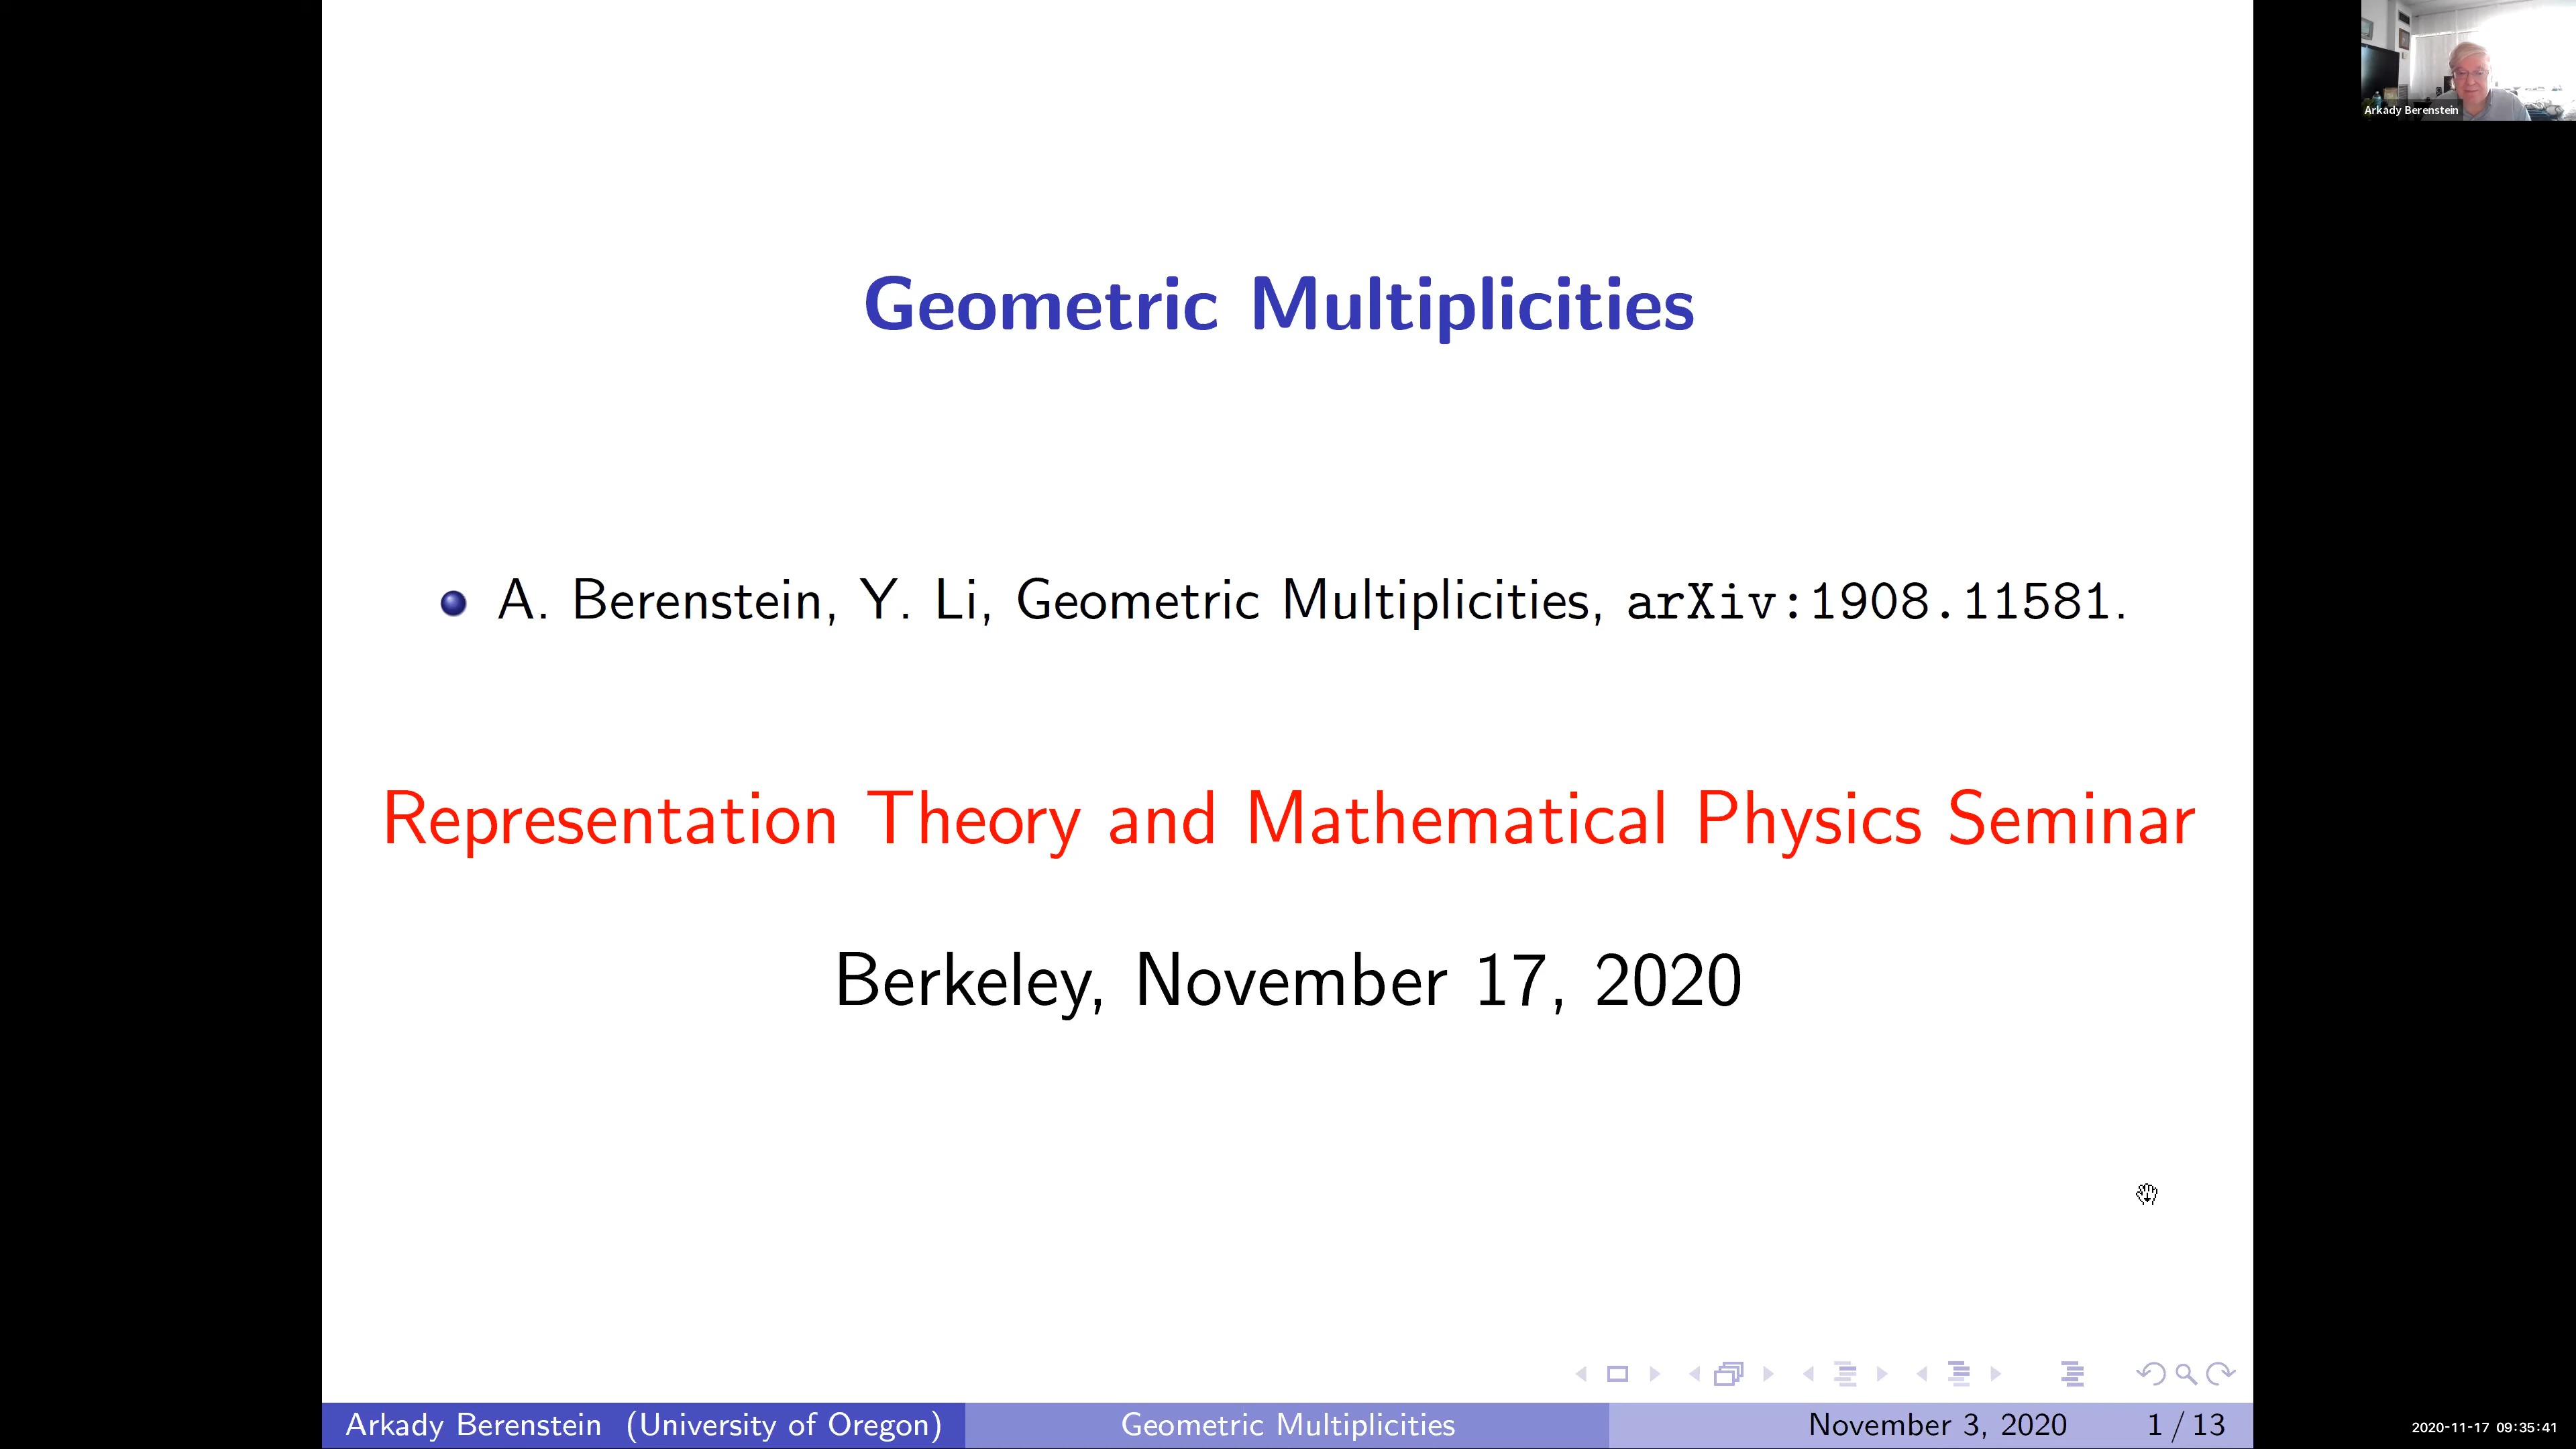 Arkady Berenstein
Geometric Multiplicities
A. Berenstein, Y. Li, Geometric Multiplicities, arXiv:1908.11581.
Representation Theory and Mathematical Physics Seminar
Berkeley, November 17, 2020
Arkady Berenstein (University of Oregon) Geometric Multiplicities November 3, 2020 1 / 13
2020-11-17 09:35:41